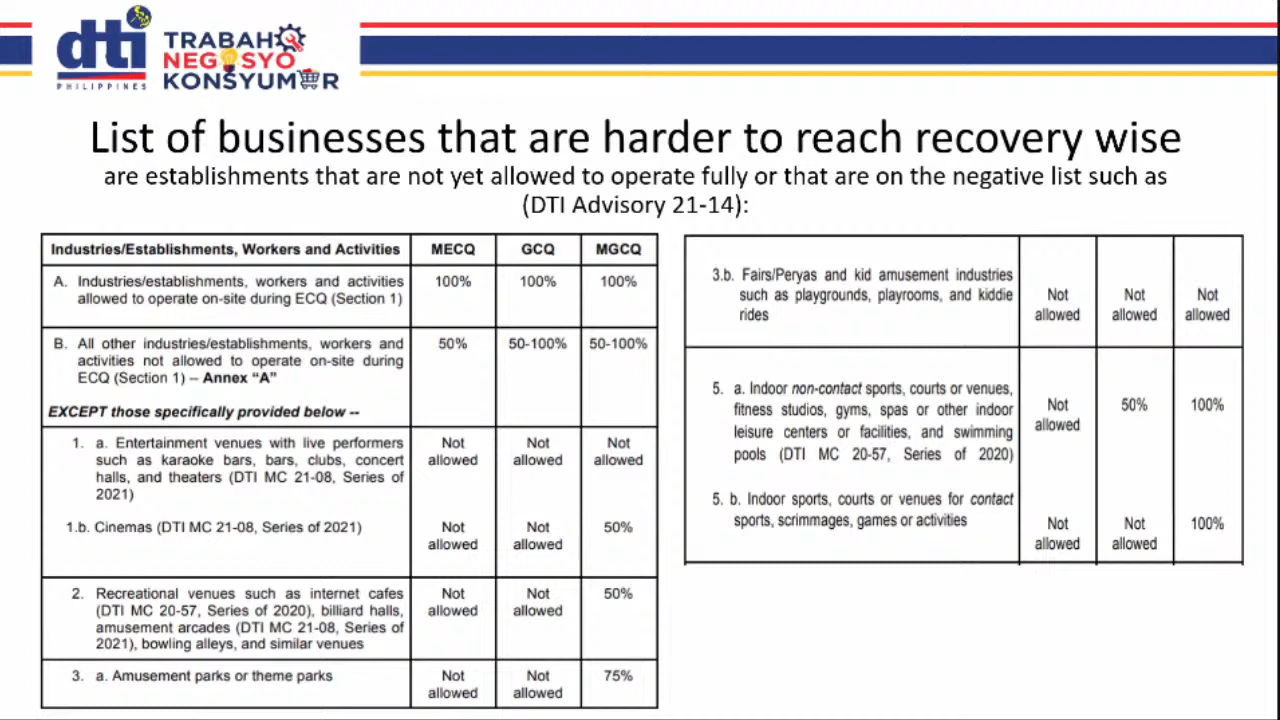 dti
PHILIPPINES
TRABAHO
NEGOSYO
KONSYUMER
List of businesses that are harder to reach recovery wise
are establishments that are not yet allowed to operate fully or that are on the negative list such as
(DTI Advisory 21-14):
Industries/Establishments, Workers and Activities MECQ GCQ MGCQ
A. Industries/establishments, workers and activities 100% 100% 100%
allowed to operate on-site during ECQ (Section 1)
B. All other industries/establishments, workers and 50% 50-100% 50-100%
activities not allowed to operate on-site during
ECQ (Section 1) – Annex “A”
EXCEPT those specifically provided below --
1. a. Entertainment venues with live performers Not Not Not
such as karaoke bars, bars, clubs, concert allowed allowed allowed
halls, and theaters (DTI MC 21-08, Series of
2021)
1.b. Cinemas (DTI MC 21-08, Series of 2021) Not Not 50%
allowed allowed
2. Recreational venues such as internet cafes Not Not 50%
(DTI MC 20-57, Series of 2020), billiard halls, allowed allowed
amusement arcades (DTI MC 21-08, Series of
2021), bowling alleys, and similar venues
3. a. Amusement parks or theme parks Not Not 75%
allowed allowed
3.b. Fairs/Peryas and kid amusement industries
such as playgrounds, playrooms, and kiddie Not Not Not
rides allowed allowed allowed
5. a. Indoor non-contact sports, courts or venues,
fitness studios, gyms, spas or other indoor Not 50% 100%
leisure centers or facilities, and swimming allowed
pools (DTI MC 20-57, Series of 2020)
5. b. Indoor sports, courts or venues for contact
sports, scrimmages, games or activities Not Not 100%
allowed allowed